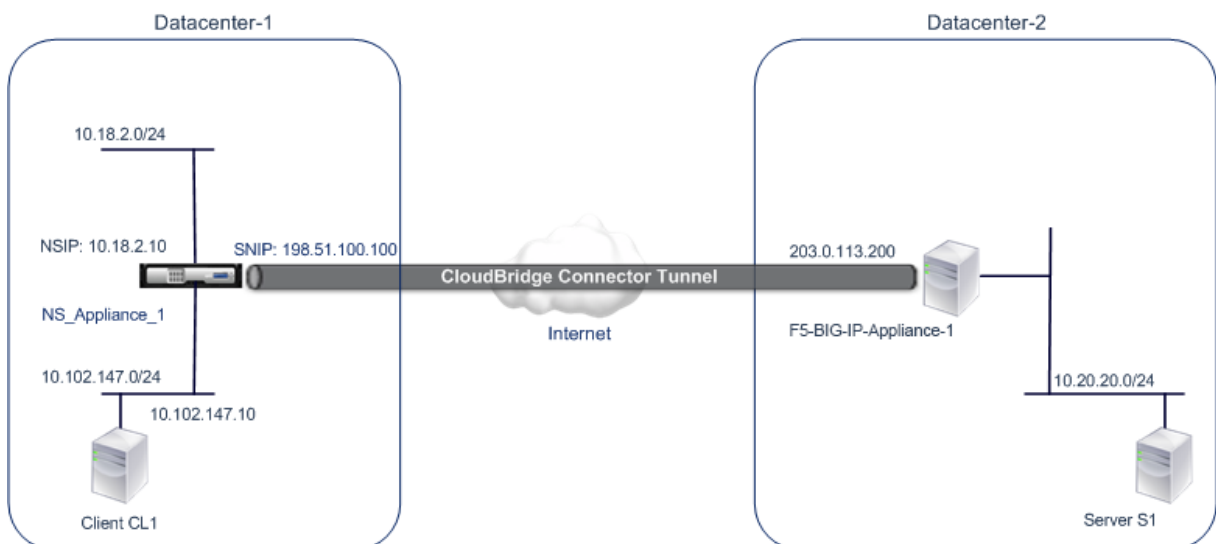 Datacenter-1
Datacenter-2
10.18.2.0/24
NSIP: 10.18.2.10
SNIP: 198.51.100.100
203.0.113.200
CloudBridge Connector Tunnel
NS_Appliance_1
Internet
F5-BIG-IP-Appliance-1
10.102.147.0/24
10.20.20.0/24
10.102.147.10
Client CL1
Server S1